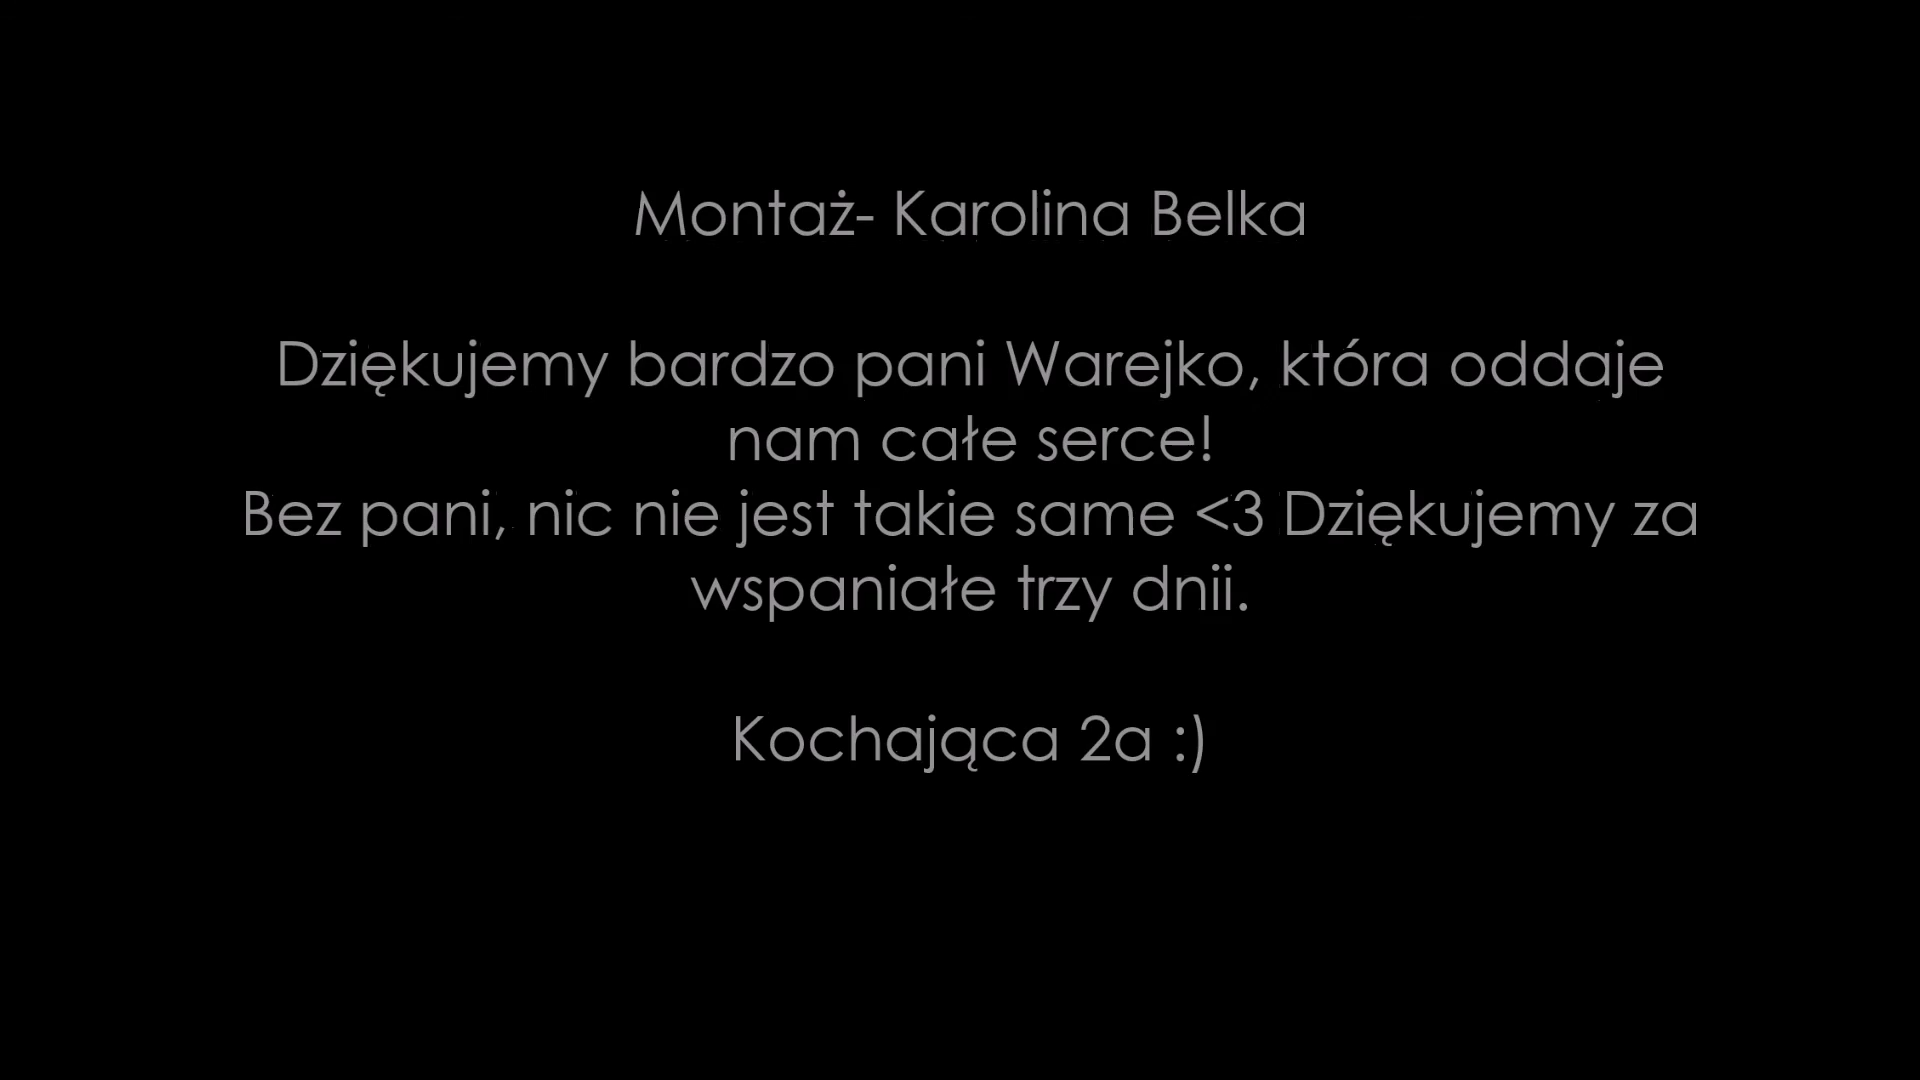 Montaż- Karolina Belka
Dziękujemy bardzo pani Warejko, która oddaje
nam całe serce!
Bez pani, nic nie jest takie same <3 Dziękujemy za
wspaniałe trzy dnii.
Kochająca 2a :)